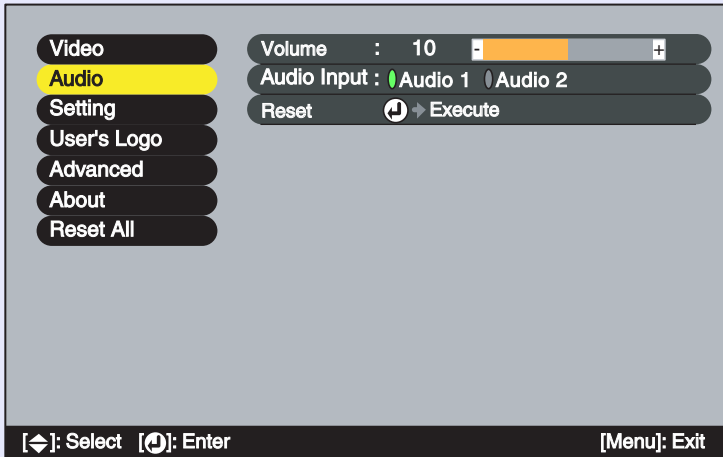 Video
Audio
Setting
User's Logo
Advanced
About
Reset All
Volume : 10 - +
Audio Input : Audio 1 Audio 2
Reset Execute
[ ]: Select [ ]: Enter [Menu]: Exit